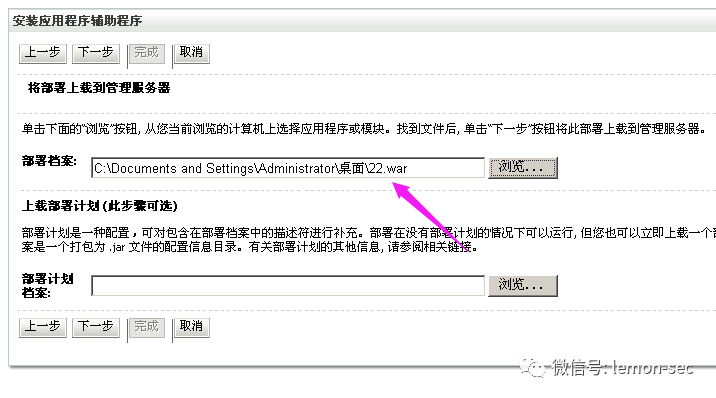 安装应用程序辅助程序
上一步 下一步 完成 取消
将部署上载到管理服务器
单击下面的“浏览”按钮, 从您当前浏览的计算机上选择应用程序或模块。找到文件后, 单击“下一步”按钮将此部署上载到管理服务器。
部署档案: C:\Documents and Settings\Administrator\桌面\22.war 浏览...
上载部署计划 (此步骤可选)
部署计划是一种配置，可对包含在部署档案中的描述符进行补充。部署在没有部署计划的情况下可以运行, 但您也可以立即上载一个部
案是一个打包为 .jar 文件的配置信息目录。有关部署计划的其他信息, 请参阅相关链接。
部署计划
档案: 浏览...
上一步 下一步 完成 取消
微信号: lemon-sec